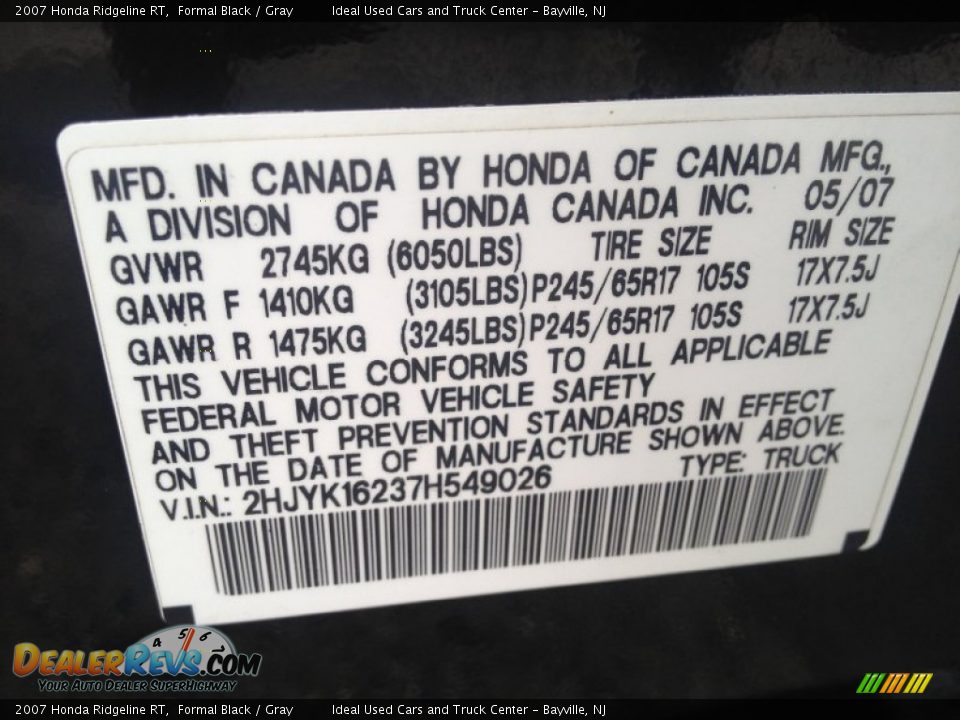 2007 Honda Ridgeline RT,  Formal Black / Gray          Ideal Used Cars and Truck Center - Bayville, NJ
MFD. IN CANADA BY HONDA OF CANADA MFG.,
A DIVISION OF HONDA CANADA INC. 05/07
GVWR 2745KG (6050LBS) TIRE SIZE RIM SIZE
GAWR F 1410KG (3105LBS) P245/65R17 105S 17X7.5J
GAWR R 1475KG (3245LBS) P245/65R17 105S 17X7.5J
THIS VEHICLE CONFORMS TO ALL APPLICABLE
FEDERAL MOTOR VEHICLE SAFETY
AND THEFT PREVENTION STANDARDS IN EFFECT
ON THE DATE OF MANUFACTURE SHOWN ABOVE.
V.I.N.: 2HJYK16237H549026 TYPE: TRUCK
4 5 6 7
DEALERREVS.COM
YOUR AUTO DEALER SUPERHIGHWAY
2007 Honda Ridgeline RT,  Formal Black / Gray          Ideal Used Cars and Truck Center - Bayville, NJ